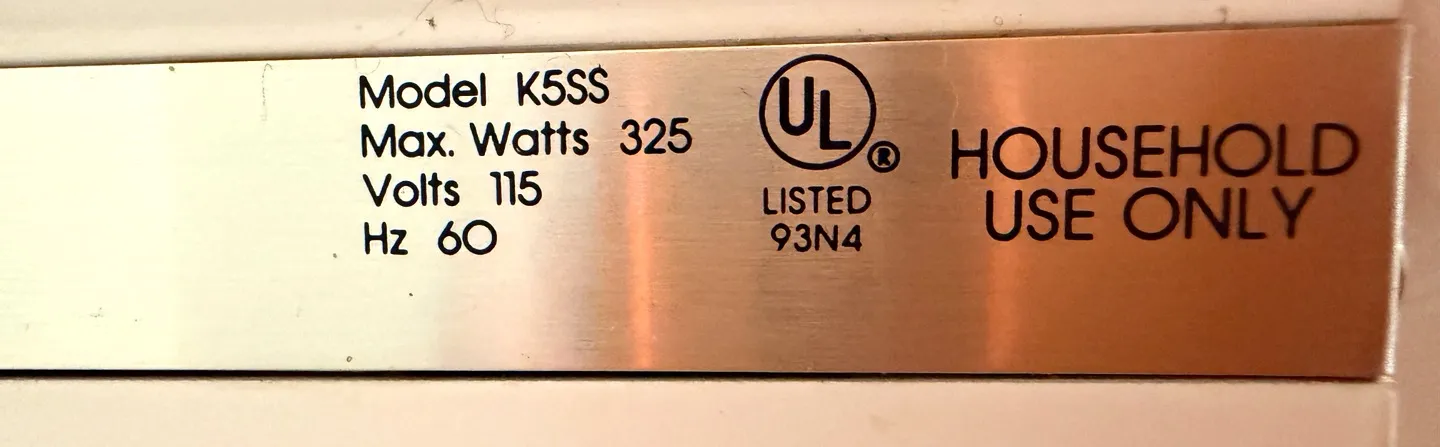 Model K5SS
Max. Watts 325
Volts 115
Hz 60
UL®
LISTED
93N4
HOUSEHOLD
USE ONLY